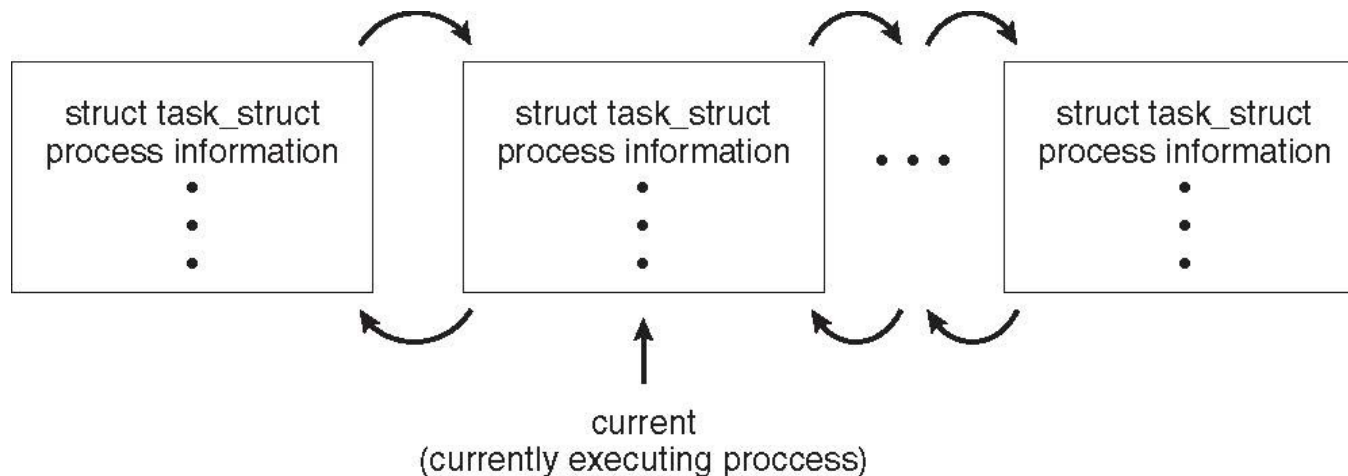 struct task_struct
process information
struct task_struct
process information
struct task_struct
process information
current
(currently executing proccess)